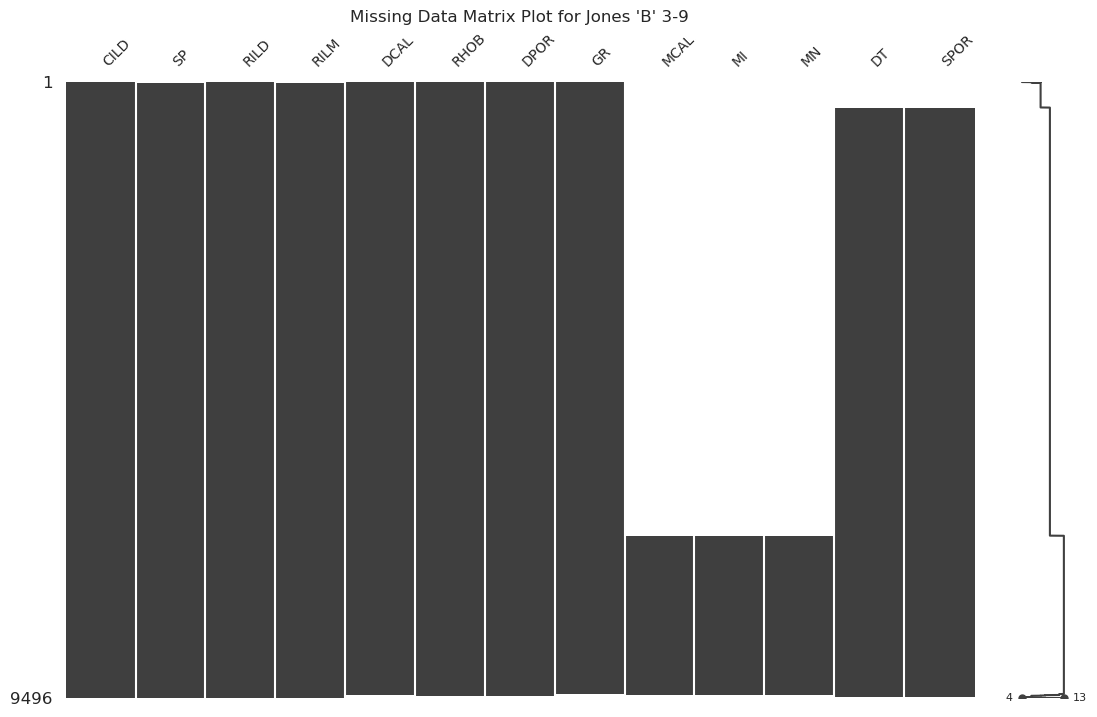 Missing Data Matrix Plot for Jones 'B' 3-9
CILD SP RILD RILM DCAL RHOB DPOR GR MCAL MI MN DT SPOR
1
9496
4 13